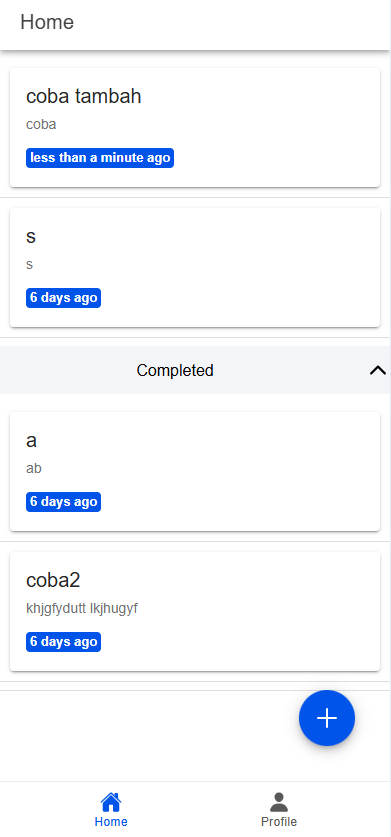 Home
coba tambah
coba
less than a minute ago
s
s
6 days ago
Completed
a
ab
6 days ago
coba2
khjgfydutt lkjhugyf
6 days ago
Home
Profile